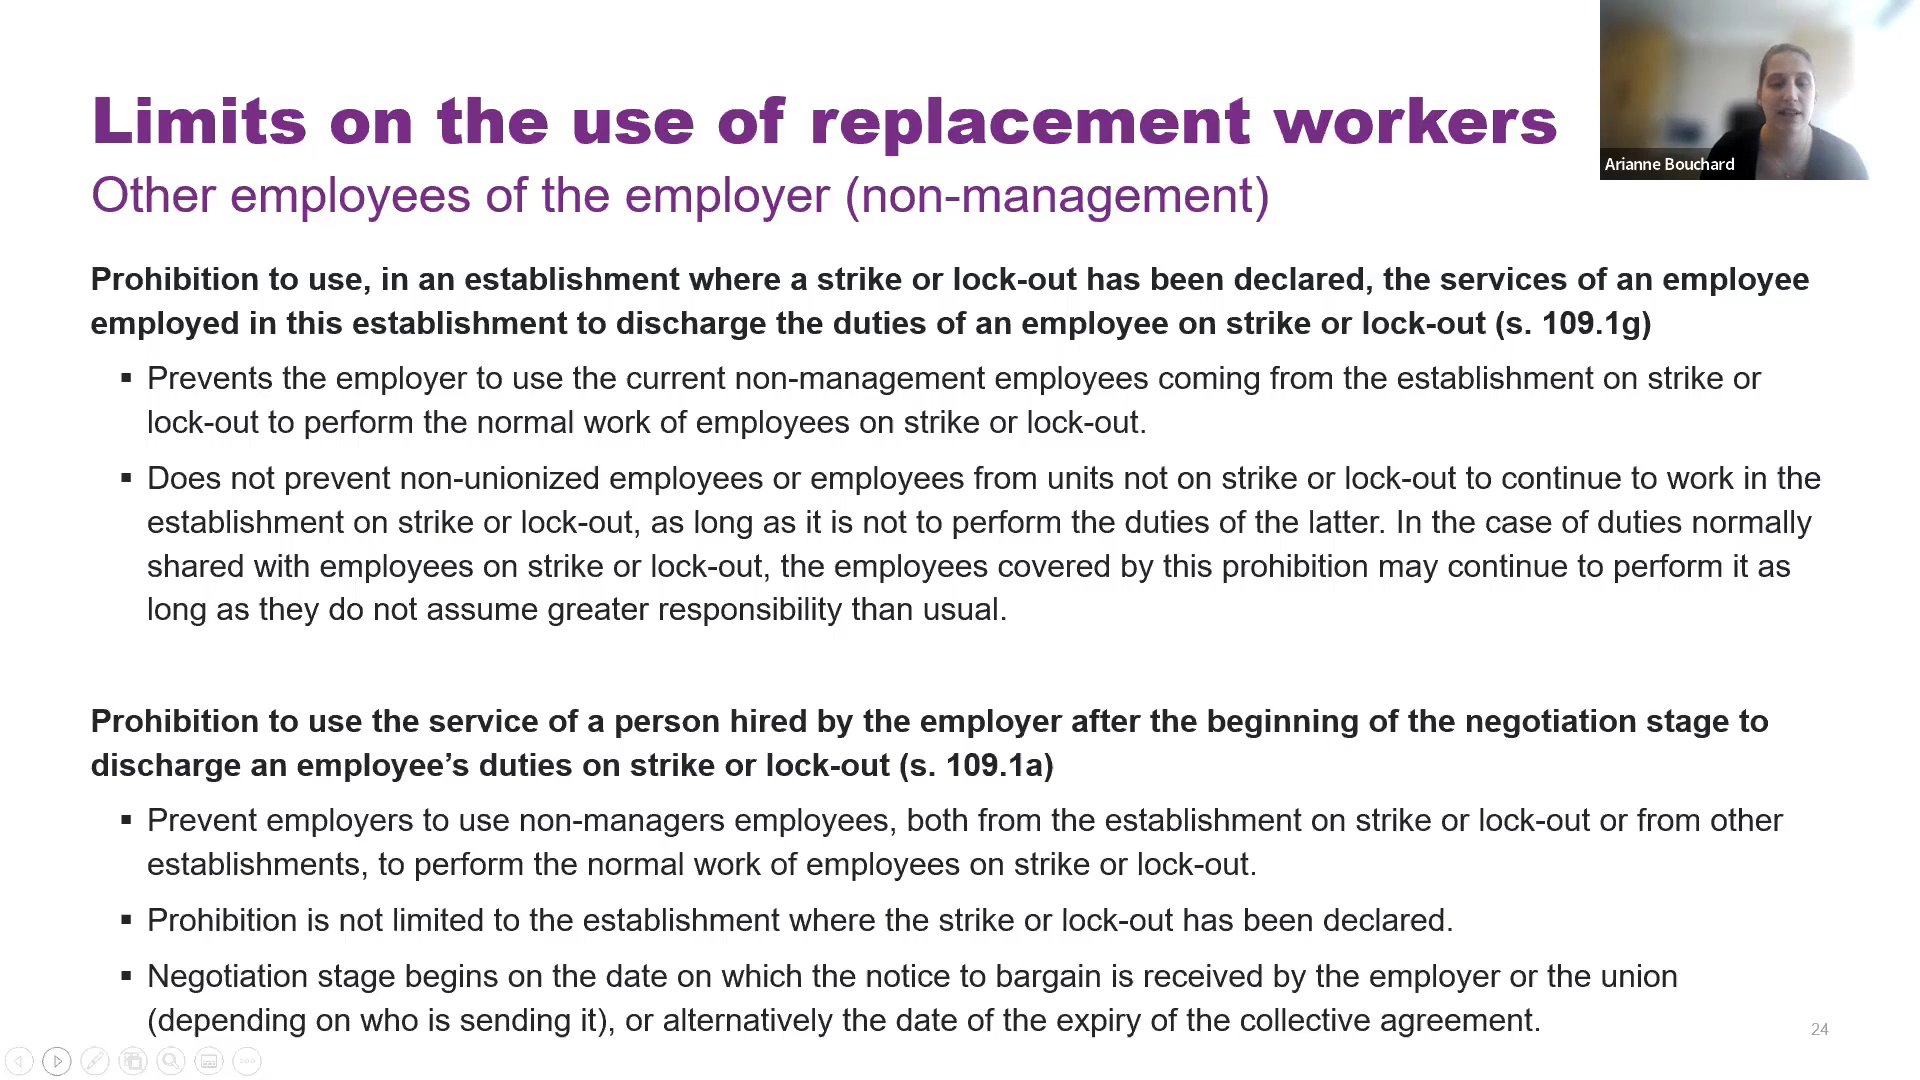 Limits on the use of replacement workers
Other employees of the employer (non-management)
Arianne Bouchard
Prohibition to use, in an establishment where a strike or lock-out has been declared, the services of an employee
employed in this establishment to discharge the duties of an employee on strike or lock-out (s. 109.1g)
▪ Prevents the employer to use the current non-management employees coming from the establishment on strike or
lock-out to perform the normal work of employees on strike or lock-out.
▪ Does not prevent non-unionized employees or employees from units not on strike or lock-out to continue to work in the
establishment on strike or lock-out, as long as it is not to perform the duties of the latter. In the case of duties normally
shared with employees on strike or lock-out, the employees covered by this prohibition may continue to perform it as
long as they do not assume greater responsibility than usual.
Prohibition to use the service of a person hired by the employer after the beginning of the negotiation stage to
discharge an employee’s duties on strike or lock-out (s. 109.1a)
▪ Prevent employers to use non-managers employees, both from the establishment on strike or lock-out or from other
establishments, to perform the normal work of employees on strike or lock-out.
▪ Prohibition is not limited to the establishment where the strike or lock-out has been declared.
▪ Negotiation stage begins on the date on which the notice to bargain is received by the employer or the union
(depending on who is sending it), or alternatively the date of the expiry of the collective agreement.
24